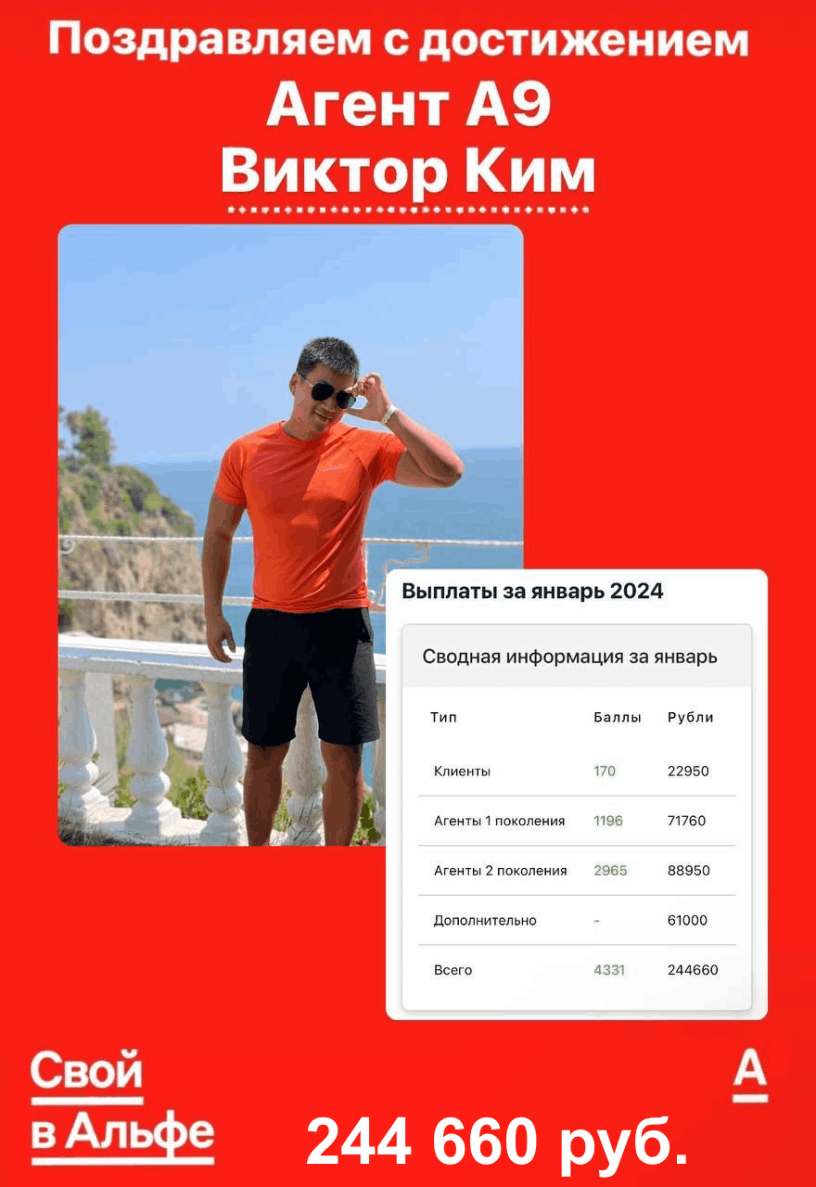 Поздравляем с достижением
Агент А9
Виктор Ким
Выплаты за январь 2024
Сводная информация за январь
Тип Баллы Рубли
Клиенты 170 22950
Агенты 1 поколения 1196 71760
Агенты 2 поколения 2965 88950
Дополнительно - 61000
Всего 4331 244660
Свой
в Альфе
А
244 660 руб.